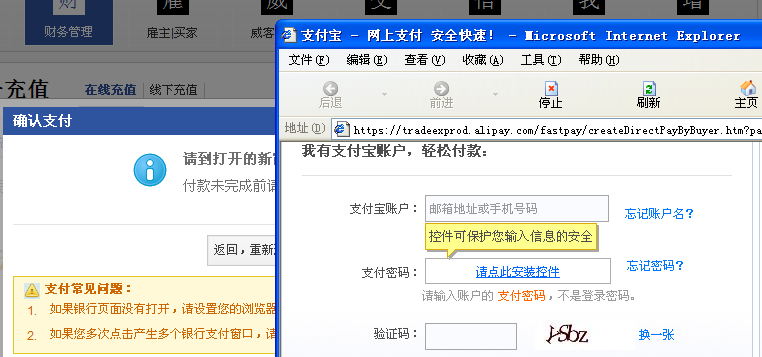 财 雇 威 交 信 我 增
财务管理
雇主|买家
威客
支付宝 - 网上支付 安全快速! - Microsoft Internet Explorer
文件(F) 编辑(E) 查看(V) 收藏(A) 工具(T) 帮助(H)
后退 前进 停止 刷新 主页
地址(D) https://tradeexprod.alipay.com/fastpay/createDirectPayByBuyer.htm?pa
充值 在线充值 | 线下充值
确认支付
请到打开的新
付款未完成前请
返回,重新
支付常见问题:
1. 如果银行页面没有打开,请设置您的浏览器
2. 如果您多次点击产生多个银行支付窗口,请
我有支付宝账户,轻松付款:
支付宝账户: 邮箱地址或手机号码 忘记账户名?
控件可保护您输入信息的安全
支付密码: 请点此安装控件 忘记密码?
请输入账户的 支付密码,不是登录密码。
验证码: 换一张